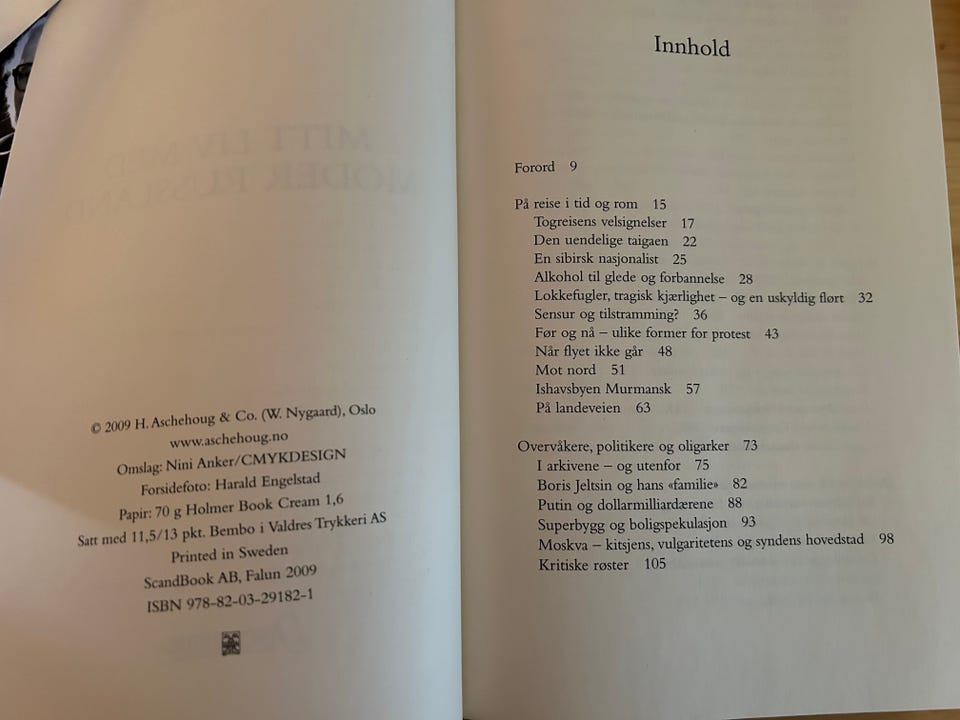 © 2009 H. Aschehoug & Co. (W. Nygaard), Oslo
www.aschehoug.no
Omslag: Nini Anker/CMYKDESIGN
Forsidefoto: Harald Engelstad
Papir: 70 g Holmer Book Cream 1,6
Satt med 11,5/13 pkt. Bembo i Valdres Trykkeri AS
Printed in Sweden
ScandBook AB, Falun 2009
ISBN 978-82-03-29182-1
Innhold
Forord 9
På reise i tid og rom 15
Togreisens velsignelser 17
Den uendelige taigaen 22
En sibirsk nasjonalist 25
Alkohol til glede og forbannelse 28
Lokkefugler, tragisk kjærlighet – og en uskyldig flørt 32
Sensur og tilstramming? 36
Før og nå – ulike former for protest 43
Når flyet ikke går 48
Mot nord 51
Ishavsbyen Murmansk 57
På landeveien 63
Overvåkere, politikere og oligarker 73
I arkivene – og utenfor 75
Boris Jeltsin og hans «familie» 82
Putin og dollarmilliardærene 88
Superbygg og boligspekulasjon 93
Moskva – kitsjens, vulgaritetens og syndens hovedstad 98
Kritiske røster 105